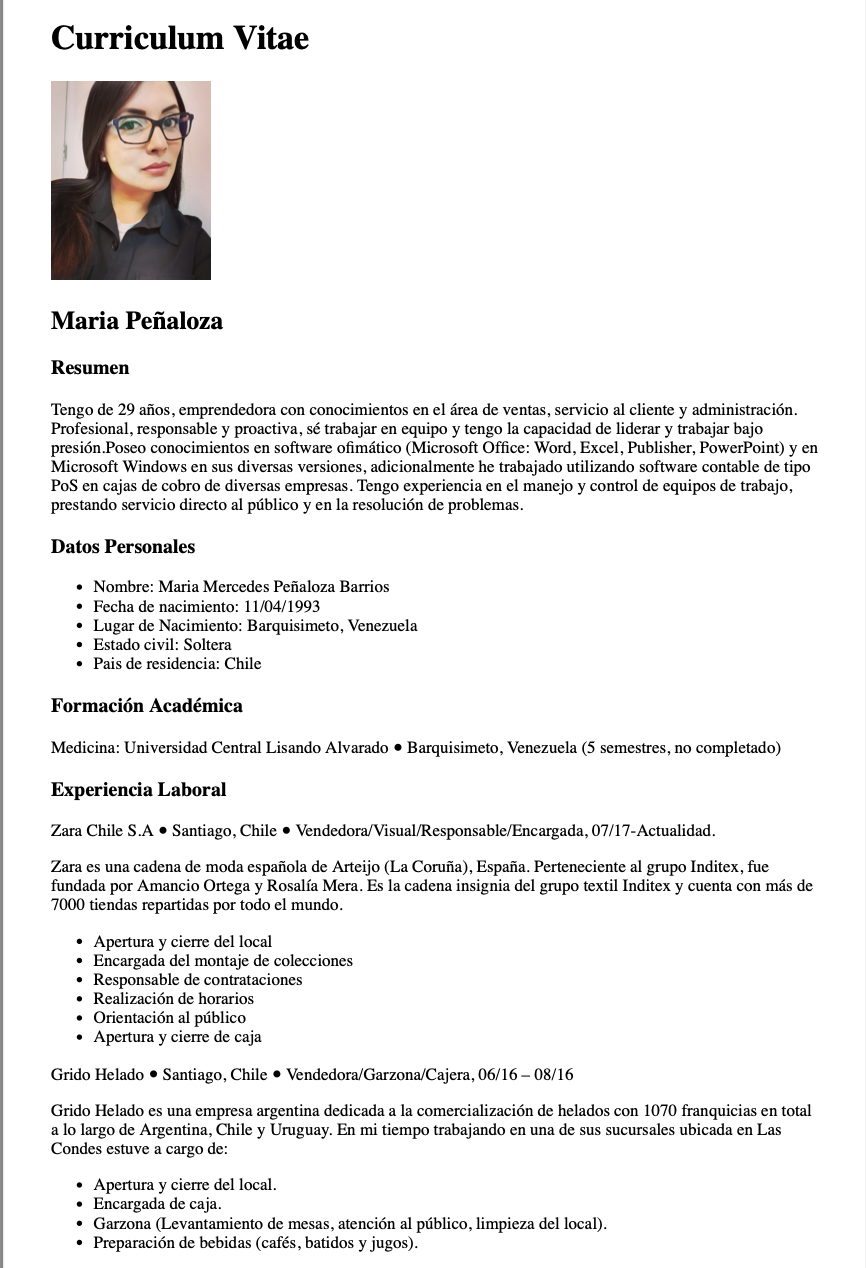 Curriculum Vitae
Maria Peñaloza
Resumen
Tengo de 29 años, emprendedora con conocimientos en el área de ventas, servicio al cliente y administración.
Profesional, responsable y proactiva, sé trabajar en equipo y tengo la capacidad de liderar y trabajar bajo
presión.Poseo conocimientos en software ofimático (Microsoft Office: Word, Excel, Publisher, PowerPoint) y en
Microsoft Windows en sus diversas versiones, adicionalmente he trabajado utilizando software contable de tipo
PoS en cajas de cobro de diversas empresas. Tengo experiencia en el manejo y control de equipos de trabajo,
prestando servicio directo al público y en la resolución de problemas.
Datos Personales
• Nombre: Maria Mercedes Peñaloza Barrios
• Fecha de nacimiento: 11/04/1993
• Lugar de Nacimiento: Barquisimeto, Venezuela
• Estado civil: Soltera
• Pais de residencia: Chile
Formación Académica
Medicina: Universidad Central Lisando Alvarado ● Barquisimeto, Venezuela (5 semestres, no completado)
Experiencia Laboral
Zara Chile S.A ● Santiago, Chile ● Vendedora/Visual/Responsable/Encargada, 07/17-Actualidad.
Zara es una cadena de moda española de Arteijo (La Coruña), España. Perteneciente al grupo Inditex, fue
fundada por Amancio Ortega y Rosalía Mera. Es la cadena insignia del grupo textil Inditex y cuenta con más de
7000 tiendas repartidas por todo el mundo.
• Apertura y cierre del local
• Encargada del montaje de colecciones
• Responsable de contrataciones
• Realización de horarios
• Orientación al público
• Apertura y cierre de caja
Grido Helado ● Santiago, Chile ● Vendedora/Garzona/Cajera, 06/16 – 08/16
Grido Helado es una empresa argentina dedicada a la comercialización de helados con 1070 franquicias en total
a lo largo de Argentina, Chile y Uruguay. En mi tiempo trabajando en una de sus sucursales ubicada en Las
Condes estuve a cargo de:
• Apertura y cierre del local.
• Encargada de caja.
• Garzona (Levantamiento de mesas, atención al público, limpieza del local).
• Preparación de bebidas (cafés, batidos y jugos).